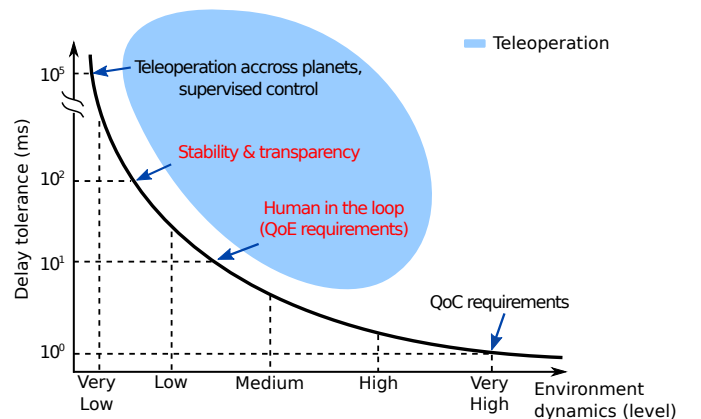 Teleoperation
10⁵
Teleoperation accross planets,
supervised control
Stability & transparency
10²
Human in the loop
(QoE requirements)
10¹
QoC requirements
10⁰
Delay tolerance (ms)
Very
Low
Low
Medium
High
Very
High
Environment
dynamics (level)